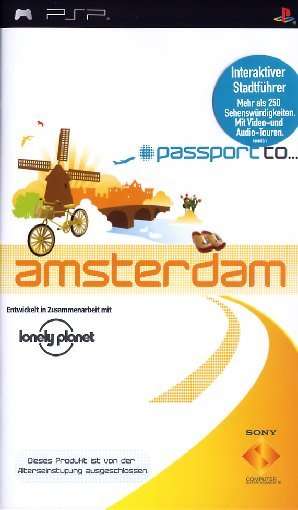 PSP
Interaktiver
Stadtführer
Mehr als 250
Sehenswürdigkeiten.
Mit Video-und
Audio-Touren.
passport to...
amsterdam
Entwickelt in Zusammenarbeit mit
lonely planet
Dieses Produkt ist von der
Alterseinstufung ausgeschlossen.
SONY
COMPUTER